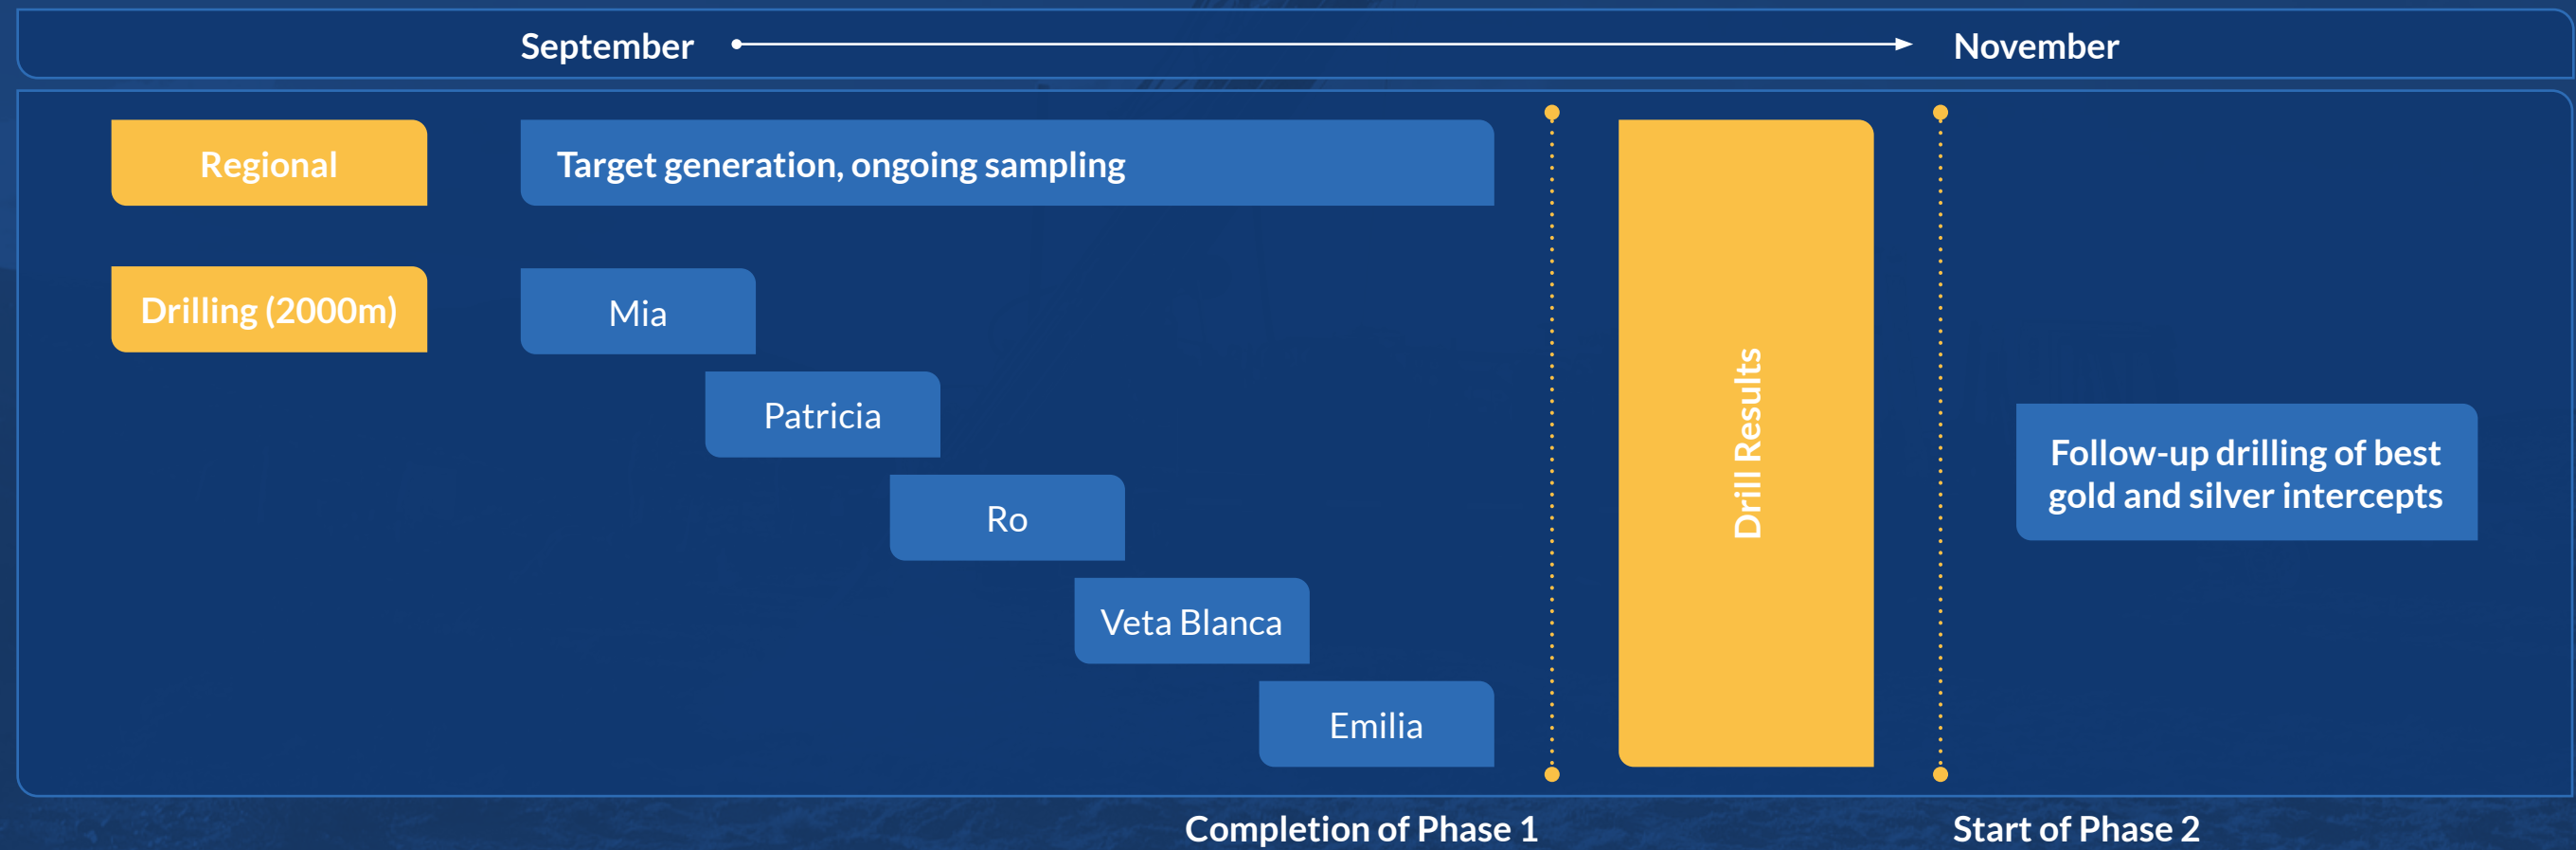 September
November
Regional
Target generation, ongoing sampling
Drilling (2000m)
Mia
Patricia
Ro
Veta Blanca
Emilia
Drill Results
Follow-up drilling of best
gold and silver intercepts
Completion of Phase 1
Start of Phase 2